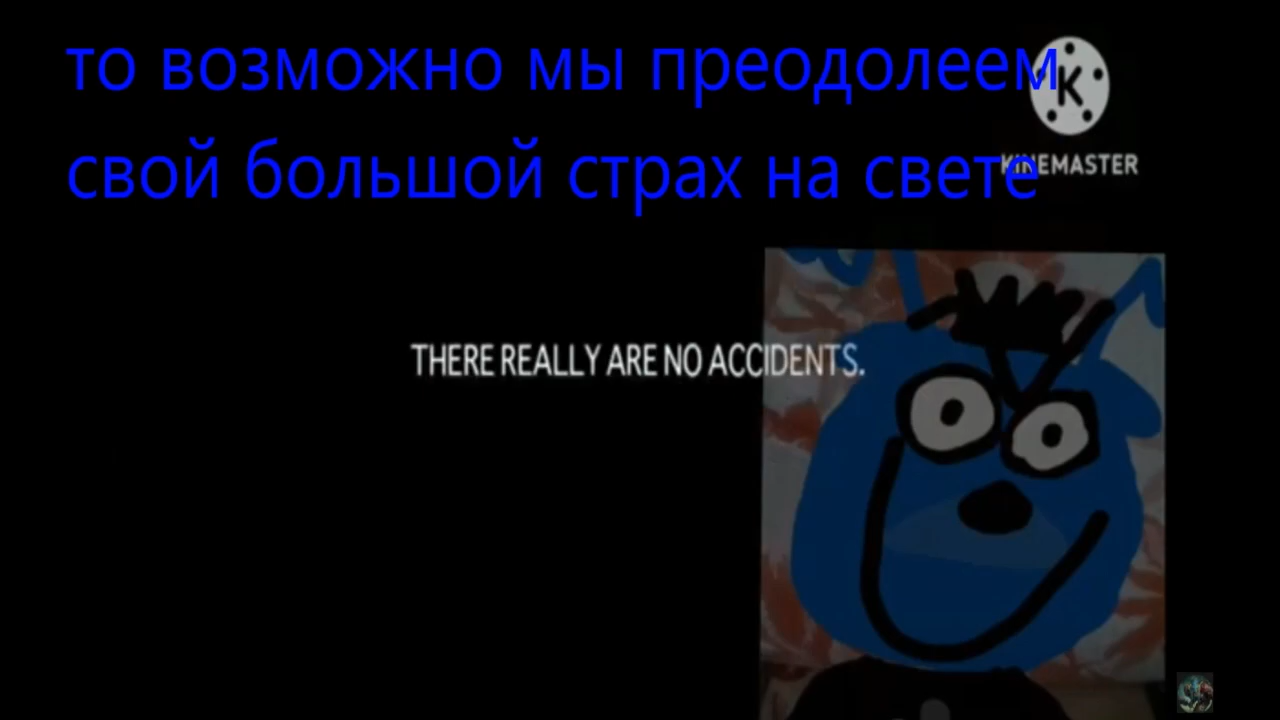 то возможно мы преодолеем
свой большой страх на свете
K
KINEMASTER
THERE REALLY ARE NO ACCIDENTS.